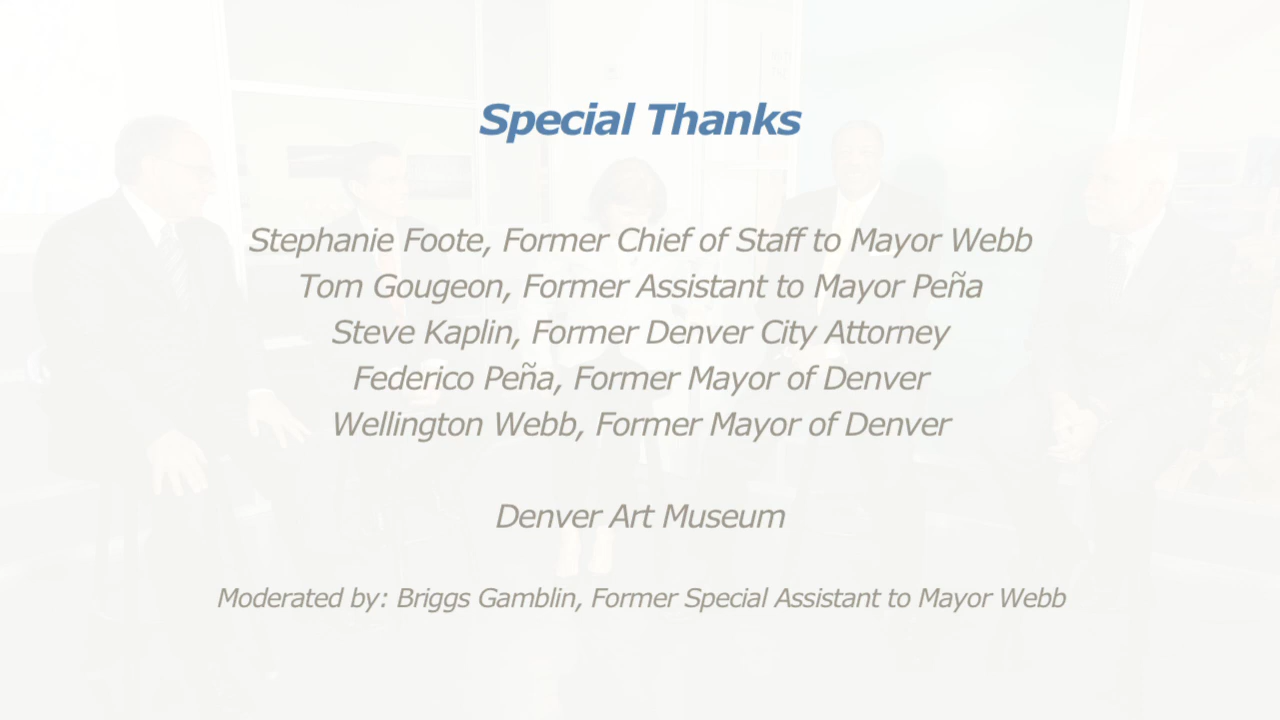 Special Thanks
Stephanie Foote, Former Chief of Staff to Mayor Webb
Tom Gougeon, Former Assistant to Mayor Peña
Steve Kaplin, Former Denver City Attorney
Federico Peña, Former Mayor of Denver
Wellington Webb, Former Mayor of Denver
Denver Art Museum
Moderated by: Briggs Gamblin, Former Special Assistant to Mayor Webb